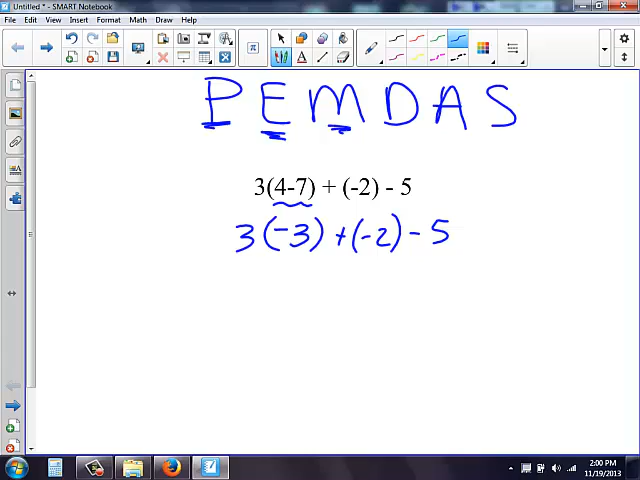 Untitled * - SMART Notebook
File Edit View Insert Format Math Draw Help
PEMDAS
3(4-7) + (-2) - 5
3(-3) + (-2) - 5
2:00 PM
11/19/2013